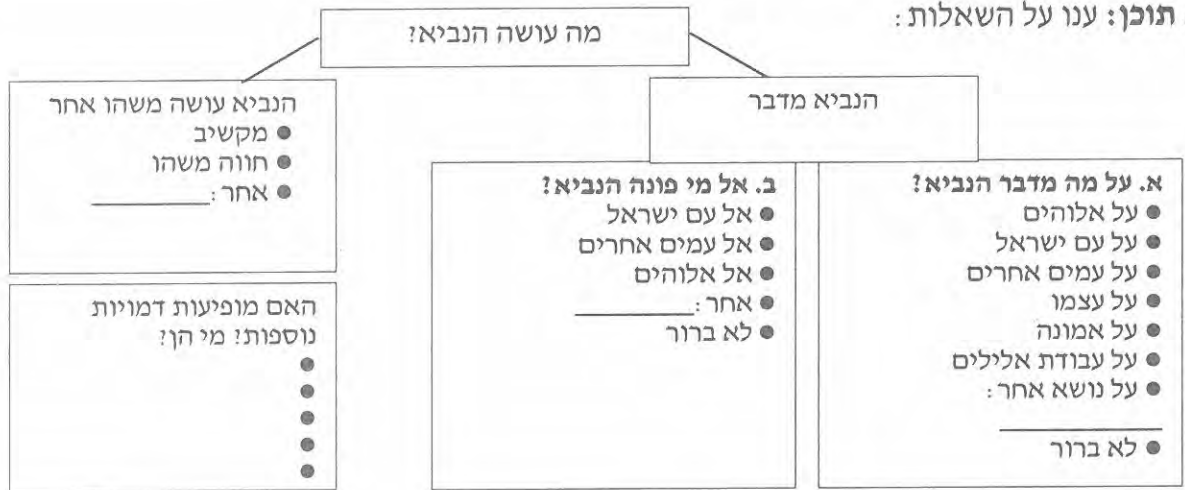 תוכן: ענו על השאלות:
מה עושה הנביא?
הנביא מדבר
א. על מה מדבר הנביא?
● על אלוהים
● על עם ישראל
● על עמים אחרים
● על עצמו
● על אמונה
● על עבודת אלילים
● על נושא אחר:
____________
● לא ברור
ב. אל מי פונה הנביא?
● אל עם ישראל
● אל עמים אחרים
● אל אלוהים
● אחר: ____________
● לא ברור
הנביא עושה משהו אחר
● מקשיב
● חווה משהו
● אחר: ____________
האם מופיעות דמויות
נוספות? מי הן?
●
●
●
●
●